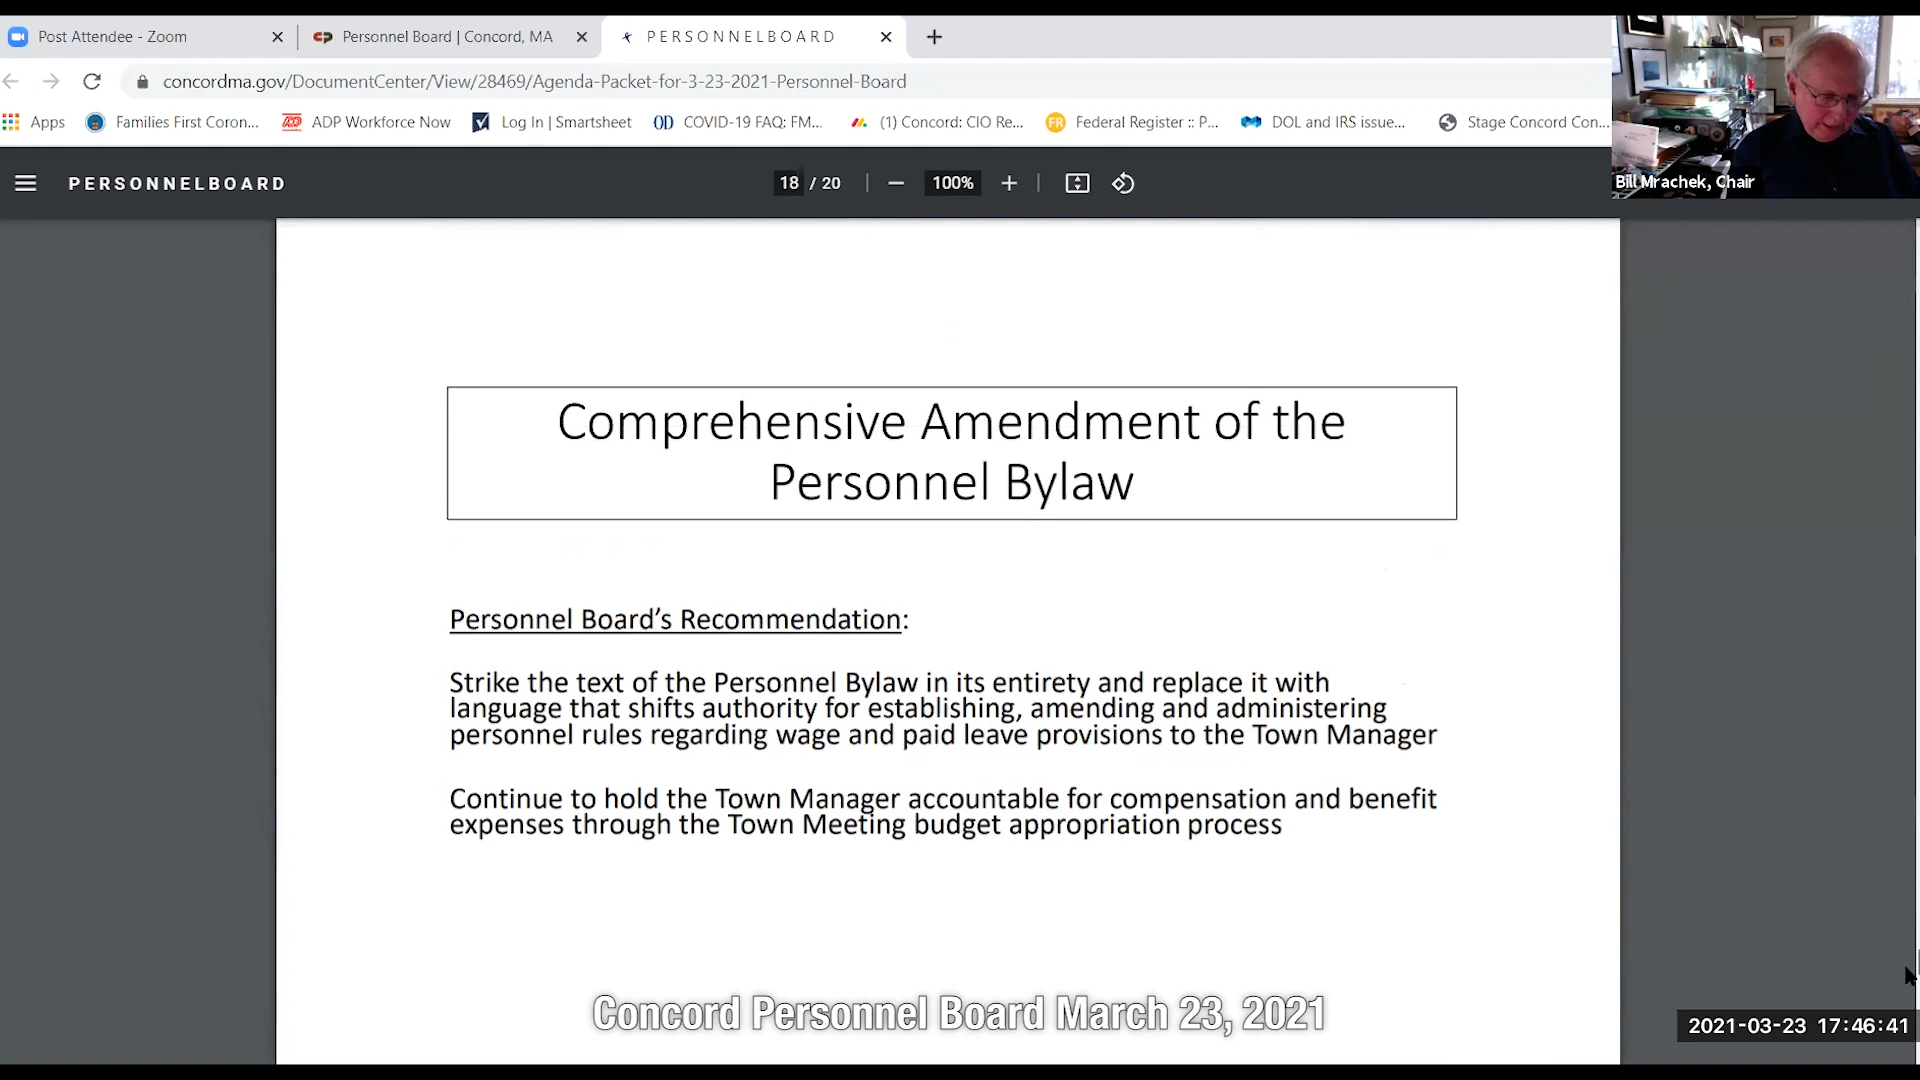 Post Attendee - Zoom
Personnel Board | Concord, MA
PERSONNELBOARD
concordma.gov/DocumentCenter/View/28469/Agenda-Packet-for-3-23-2021-Personnel-Board
Apps
Families First Coron...
ADP Workforce Now
Log In | Smartsheet
OD COVID-19 FAQ: FM...
(1) Concord: CIO Re...
FR Federal Register :: P...
DOL and IRS issue...
Stage Concord Con...
Bill Mrachek, Chair
PERSONNELBOARD
18 / 20
100%
Comprehensive Amendment of the
Personnel Bylaw
Personnel Board’s Recommendation:
Strike the text of the Personnel Bylaw in its entirety and replace it with
language that shifts authority for establishing, amending and administering
personnel rules regarding wage and paid leave provisions to the Town Manager
Continue to hold the Town Manager accountable for compensation and benefit
expenses through the Town Meeting budget appropriation process
Concord Personnel Board March 23, 2021
2021-03-23 17:46:41